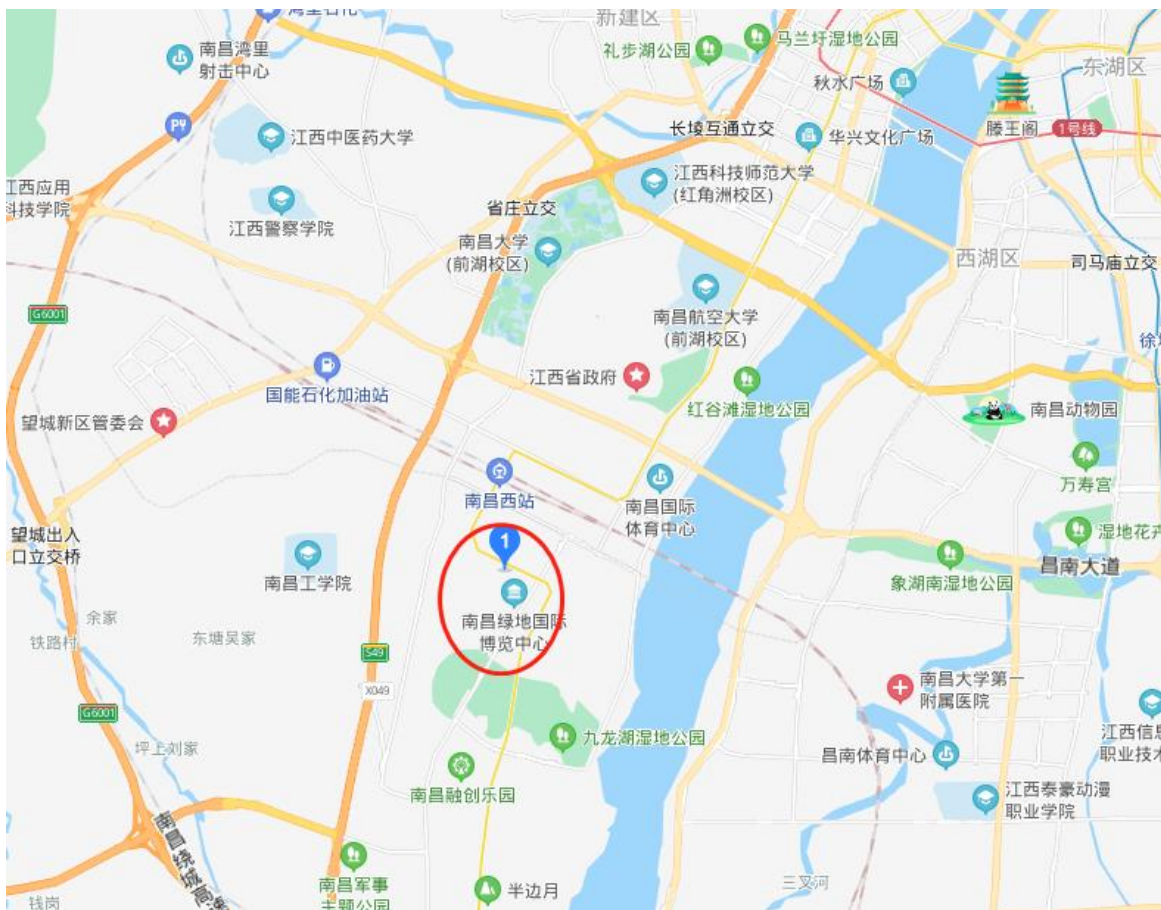 湾里石化
新建区
南昌湾里
射击中心
礼步湖公园
马兰圩湿地公园
东湖区
秋水广场
PY
江西中医药大学
长堎互通立交
华兴文化广场
滕王阁
1号线
江西应用
科技学院
江西科技师范大学
(红角洲校区)
江西警察学院
省庄立交
南昌大学
(前湖校区)
西湖区
司马庙立交
G6001
南昌航空大学
(前湖校区)
国能石化加油站
江西省政府
红谷滩湿地公园
南昌动物园
望城新区管委会
万寿宫
南昌西站
南昌国际
体育中心
望城出入
口立交桥
1
湿地花卉
昌南大道
象湖南湿地公园
南昌工学院
南昌绿地国际
博览中心
余家
铁路村
东塘吴家
S49
X049
南昌大学第一
附属医院
G6001
坪上刘家
九龙湖湿地公园
江西信息
职业技术
昌南体育中心
南昌融创乐园
江西泰豪动漫
职业学院
南昌绕城高速
南昌军事
主题公园
半边月
三叉河
钱岗